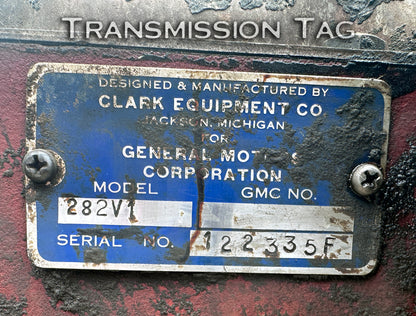 TRANSMISSION TAG
DESIGNED & MANUFACTURED BY
CLARK EQUIPMENT CO
JACKSON, MICHIGAN
FOR
GENERAL MOTORS
CORPORATION
MODEL GMC NO.
282V1
SERIAL NO. 122335F